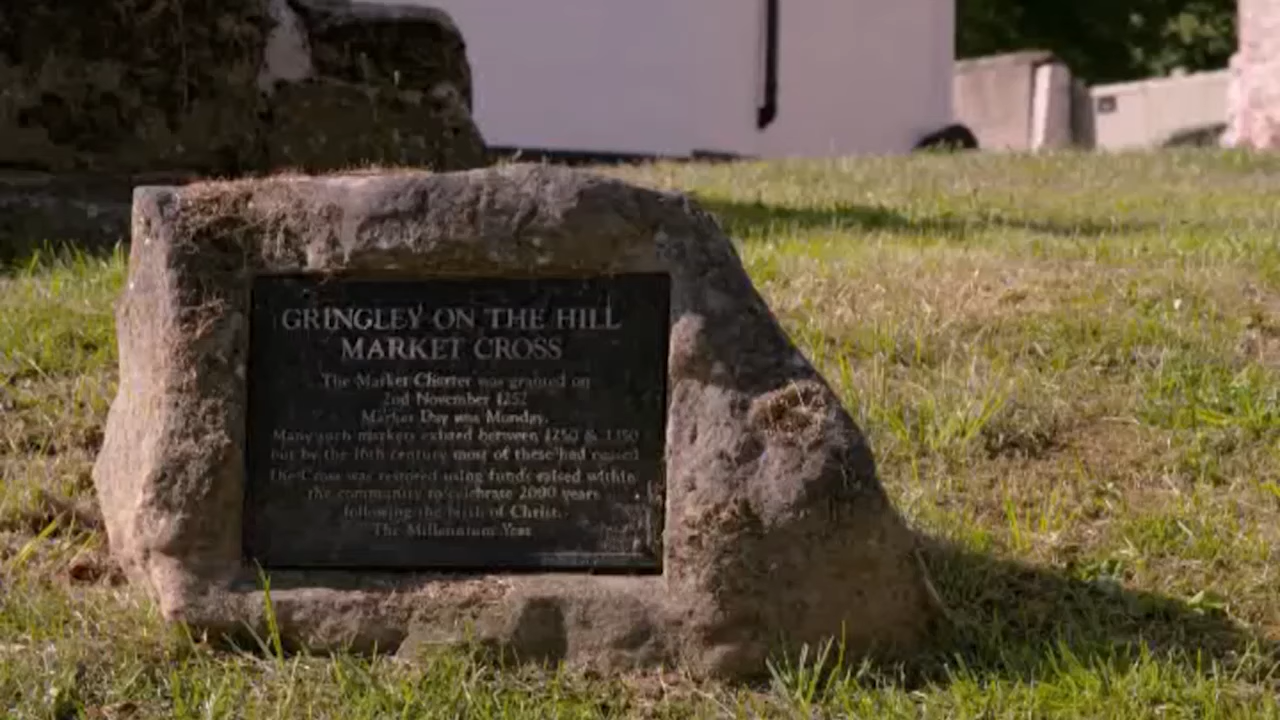 GRINGLEY ON THE HILL
MARKET CROSS
The Market Charter was granted on
2nd November 1252
Market Day was Monday.
Many such markets existed between 1250 & 1350
but by the 16th century most of these had ceased
The Cross was restored using funds raised within
the community to celebrate 2000 years
following the birth of Christ.
The Millennium Year